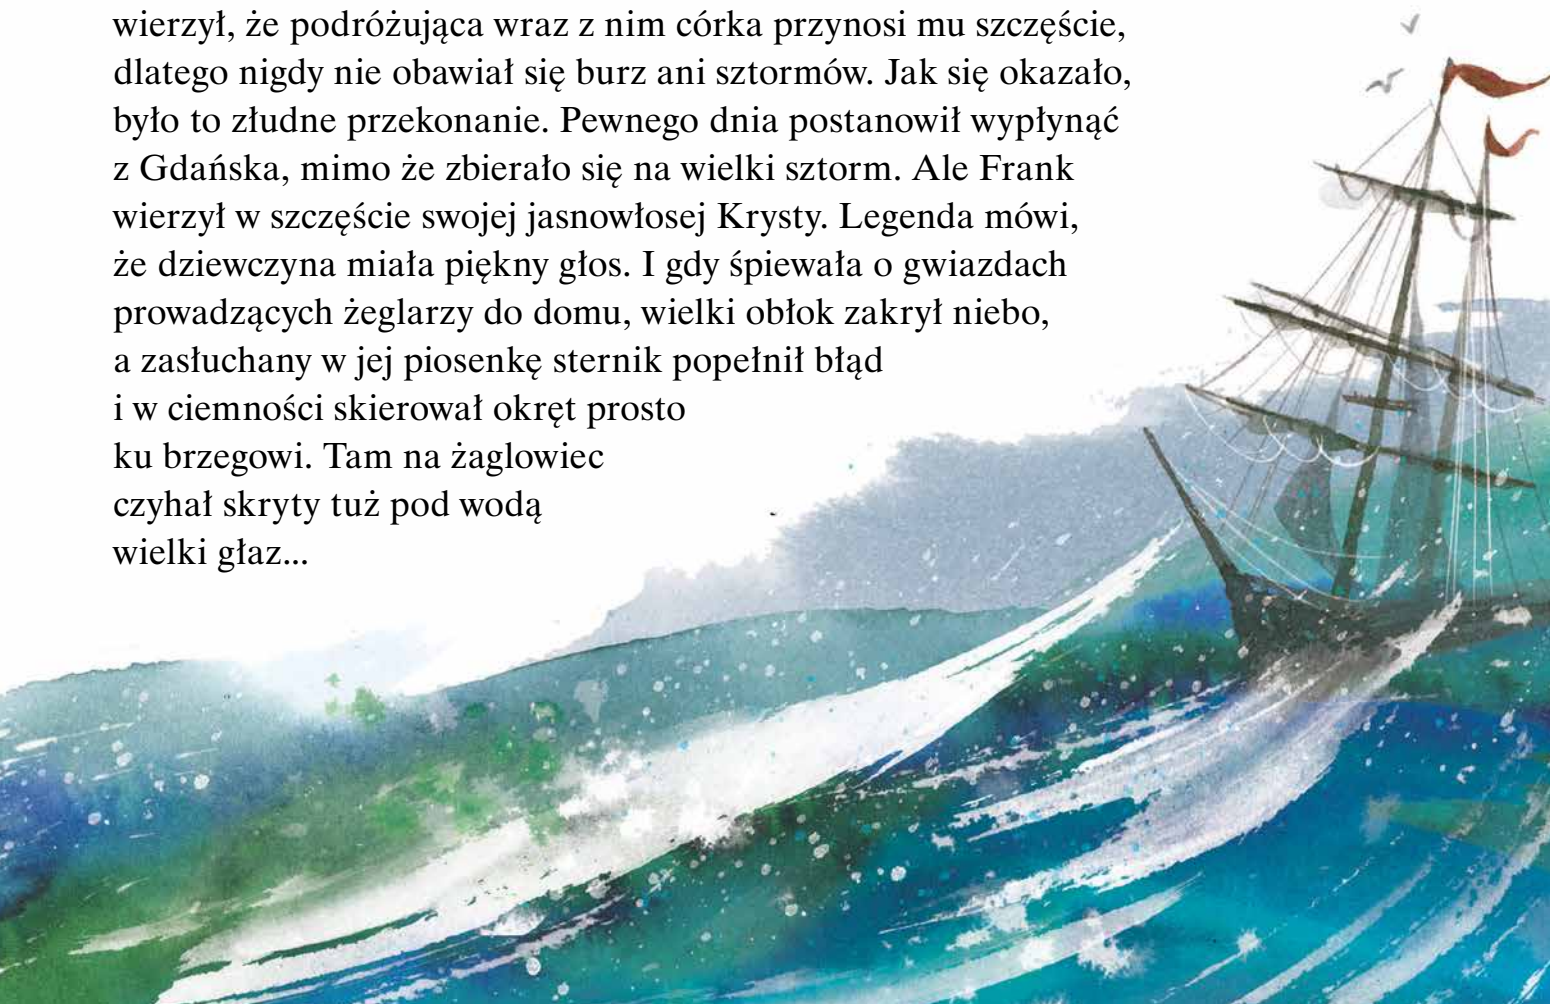 wierzył, że podróżująca wraz z nim córka przynosi mu szczęście,
dlatego nigdy nie obawiał się burz ani sztormów. Jak się okazało,
było to złudne przekonanie. Pewnego dnia postanowił wypłynąć
z Gdańska, mimo że zbierało się na wielki sztorm. Ale Frank
wierzył w szczęście swojej jasnowłosej Krysty. Legenda mówi,
że dziewczyna miała piękny głos. I gdy śpiewała o gwiazdach
prowadzących żeglarzy do domu, wielki obłok zakrył niebo,
a zasłuchany w jej piosenkę sternik popełnił błąd
i w ciemności skierował okręt prosto
ku brzegowi. Tam na żaglowiec
czyhał skryty tuż pod wodą
wielki głaz...